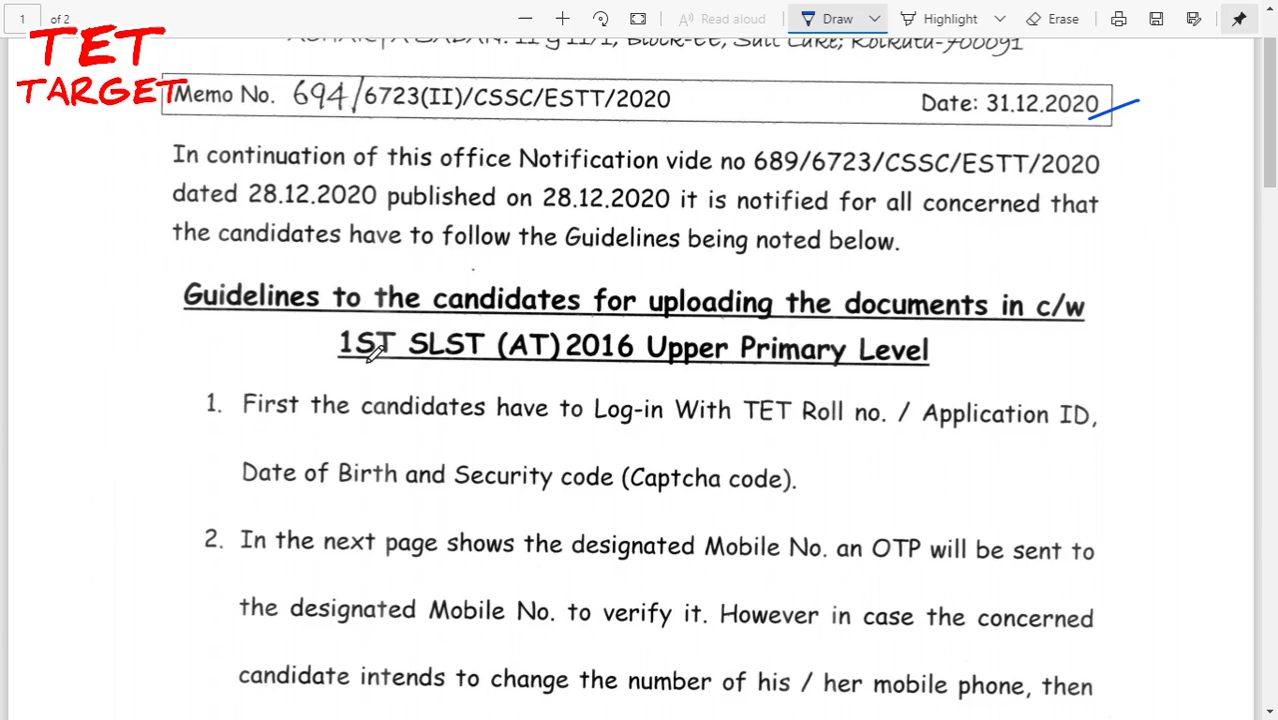 1 of 2 Read aloud Draw Highlight Erase
TET
TARGET
Block-EE, Salt Lake, Kolkata-700091
Memo No. 694/6723(II)/CSSC/ESTT/2020 Date: 31.12.2020
In continuation of this office Notification vide no 689/6723/CSSC/ESTT/2020
dated 28.12.2020 published on 28.12.2020 it is notified for all concerned that
the candidates have to follow the Guidelines being noted below.
Guidelines to the candidates for uploading the documents in c/w
1ST SLST (AT)2016 Upper Primary Level
1. First the candidates have to Log-in With TET Roll no. / Application ID,
Date of Birth and Security code (Captcha code).
2. In the next page shows the designated Mobile No. an OTP will be sent to
the designated Mobile No. to verify it. However in case the concerned
candidate intends to change the number of his / her mobile phone, then